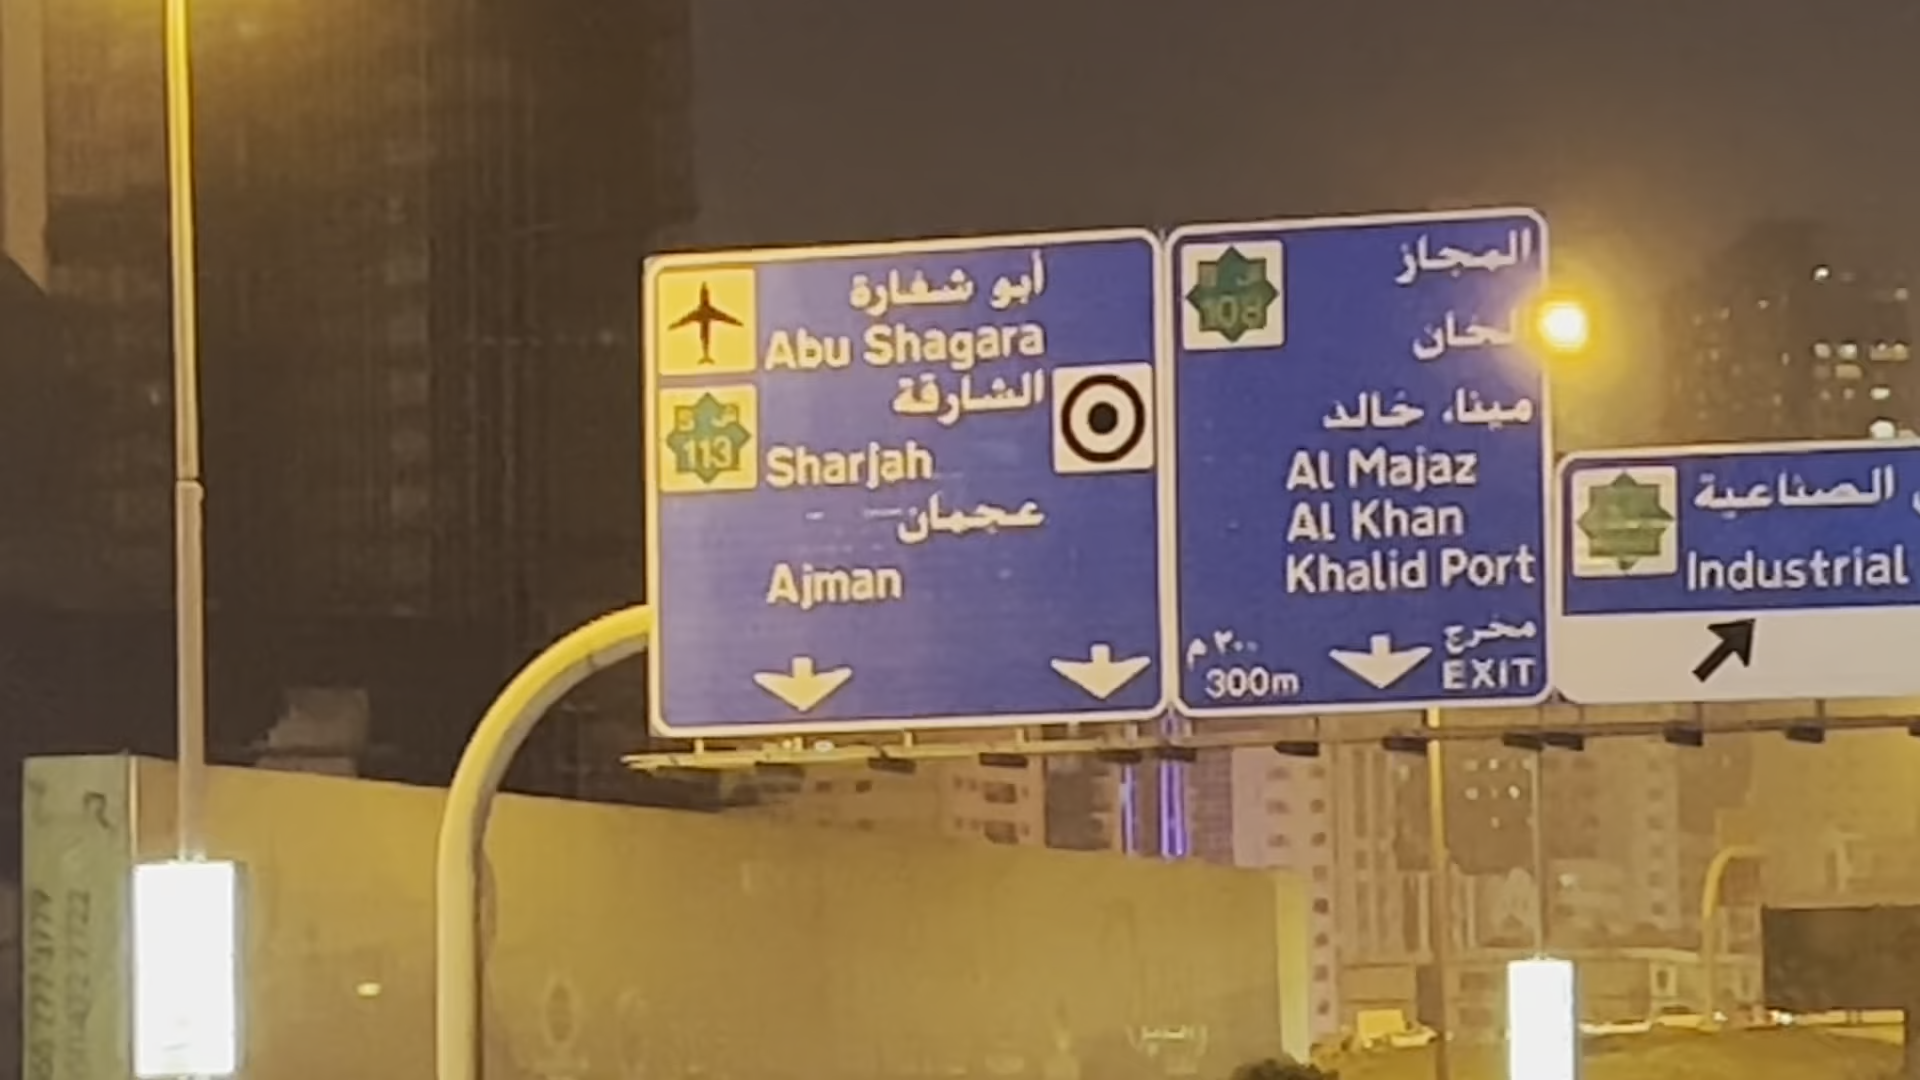 أبو شغارة
Abu Shagara
الشارقة
113
Sharjah
عجمان
Ajman
108
المجاز
الخان
ميناء خالد
Al Majaz
Al Khan
Khalid Port
٣٠٠ م
مخرج
300m
EXIT
الصناعية
Industrial